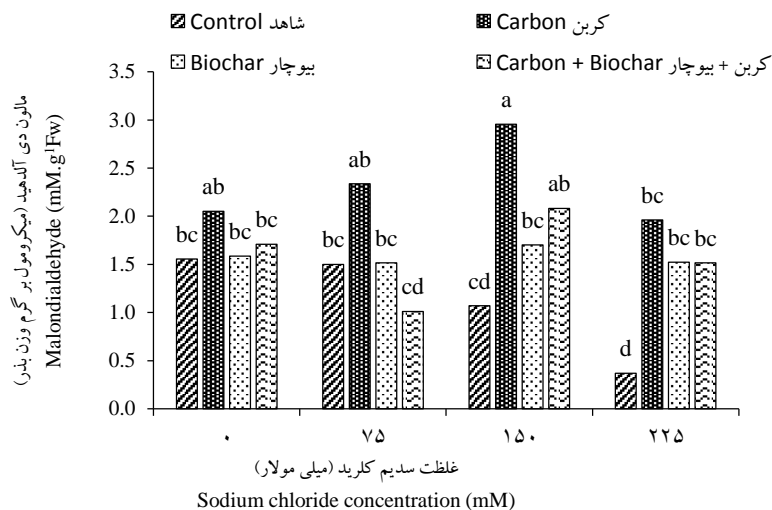 Control شاهد
Carbon کربن
Biochar بیوچار
Carbon + Biochar کربن + بیوچار
مالون دی آلدهید (میکرومول بر گرم وزن بذر)
Malondialdehyde (mM.g¹Fw)
3.5
3.0
2.5
2.0
1.5
1.0
0.5
0.0
bc ab bc bc
bc ab bc cd
cd a bc ab
d bc bc bc
۰ ۷۵ ۱۵۰ ۲۲۵
غلظت سدیم کلرید (میلی مولار)
Sodium chloride concentration (mM)